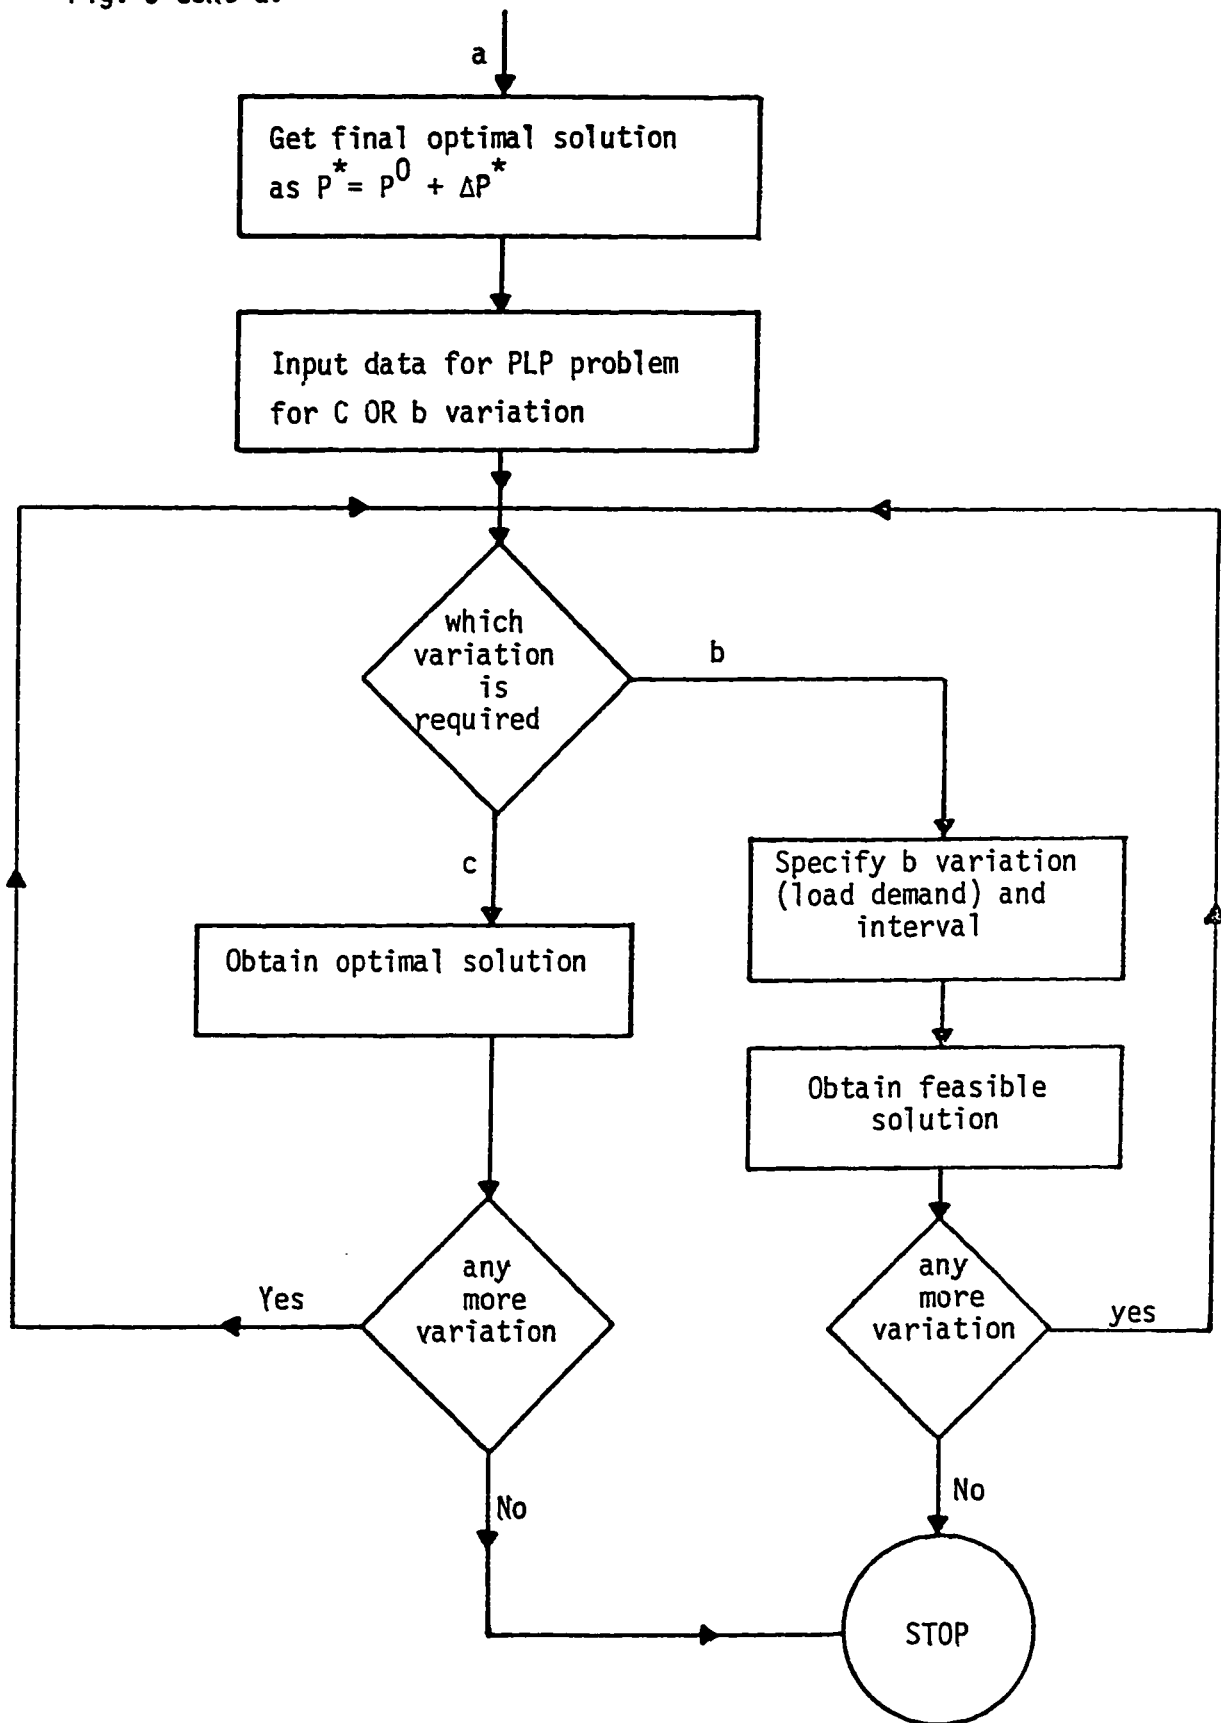 a
Get final optimal solution
as P* = P⁰ + ΔP*
Input data for PLP problem
for C OR b variation
which
variation
is
required
b
c
Specify b variation
(load demand) and
interval
Obtain optimal solution
Obtain feasible
solution
any
more
variation
Yes
any
more
variation
yes
No
No
STOP